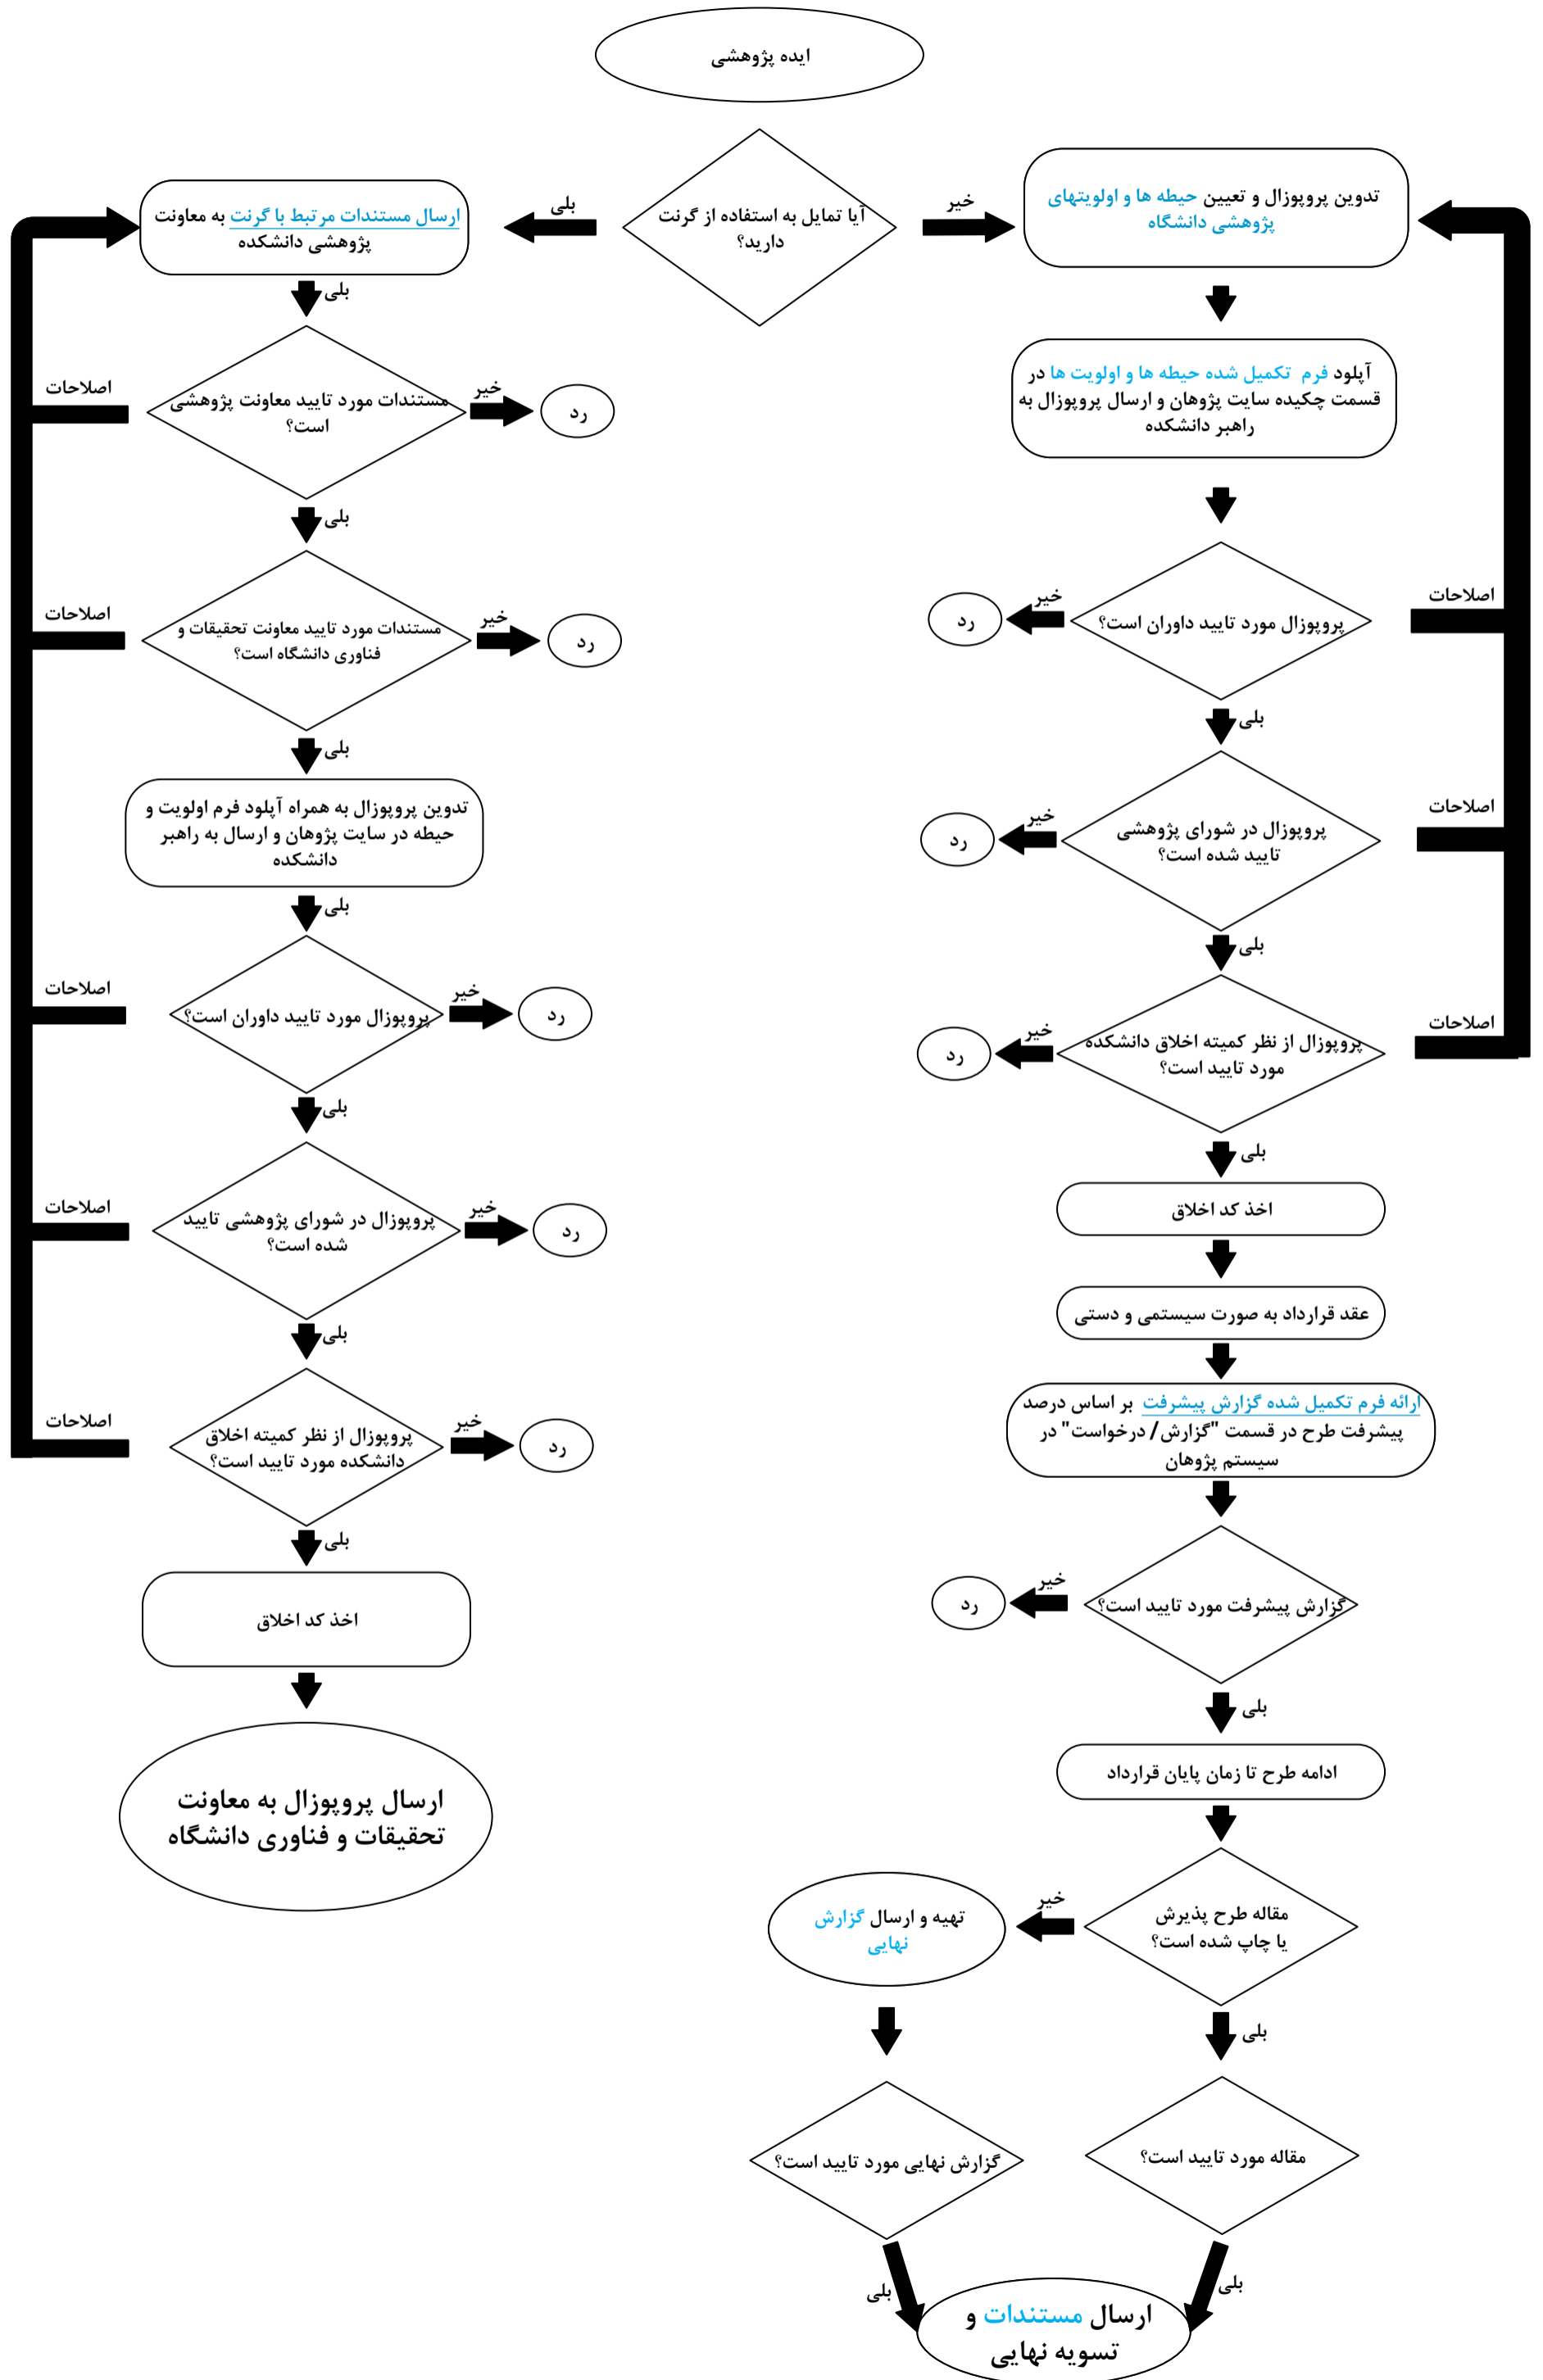 ایده پژوهشی
آیا تمایل به استفاده از گرنت
دارید؟
خیر
تدوین پروپوزال و تعیین حیطه ها و اولویتهای
پژوهشی دانشگاه
آپلود فرم تکمیل شده حیطه ها و اولویت ها در
قسمت چکیده سایت پژوهان و ارسال پروپوزال به
راهبر دانشکده
پروپوزال مورد تایید داوران است؟
اصلاحات
خیر
رد
بلی
پروپوزال در شورای پژوهشی
تایید شده است؟
اصلاحات
خیر
رد
بلی
پروپوزال از نظر کمیته اخلاق دانشکده
مورد تایید است؟
اصلاحات
خیر
رد
بلی
اخذ کد اخلاق
عقد قرارداد به صورت سیستمی و دستی
ارائه فرم تکمیل شده گزارش پیشرفت بر اساس درصد
پیشرفت طرح در قسمت "گزارش/ درخواست" در
سیستم پژوهان
گزارش پیشرفت مورد تایید است؟
خیر
رد
بلی
ادامه طرح تا زمان پایان قرارداد
مقاله طرح پذیرش
یا چاپ شده است؟
خیر
تهیه و ارسال گزارش
نهایی
بلی
مقاله مورد تایید است؟
گزارش نهایی مورد تایید است؟
بلی
بلی
ارسال مستندات و
تسویه نهایی
بلی
ارسال مستندات مرتبط با گرنت به معاونت
پژوهشی دانشکده
بلی
مستندات مورد تایید معاونت پژوهشی
است؟
خیر
رد
اصلاحات
بلی
مستندات مورد تایید معاونت تحقیقات و
فناوری دانشگاه است؟
خیر
رد
اصلاحات
بلی
تدوین پروپوزال به همراه آپلود فرم اولویت و
حیطه در سایت پژوهان و ارسال به راهبر
دانشکده
بلی
پروپوزال مورد تایید داوران است؟
خیر
رد
اصلاحات
بلی
پروپوزال در شورای پژوهشی تایید
شده است؟
خیر
رد
اصلاحات
بلی
پروپوزال از نظر کمیته اخلاق
دانشکده مورد تایید است؟
خیر
رد
اصلاحات
بلی
اخذ کد اخلاق
ارسال پروپوزال به معاونت
تحقیقات و فناوری دانشگاه